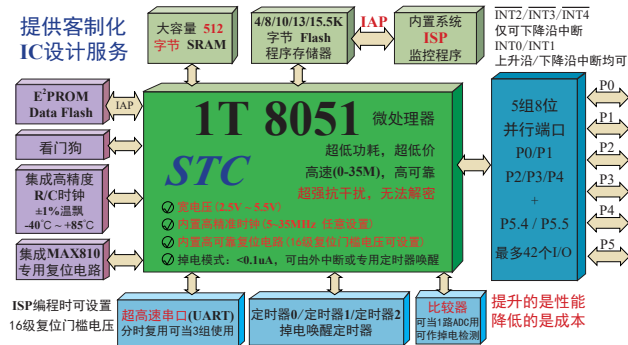 提供客制化
IC设计服务
大容量 512
字节 SRAM
4/8/10/13/15.5K
字节 Flash
程序存储器
IAP
内置系统
ISP
监控程序
INT2/INT3/INT4
仅可下降沿中断
INT0/INT1
上升沿/下降沿中断均可
E²PROM
Data Flash
IAP
看门狗
集成高精度
R/C时钟
±1%温飘
-40℃ ~ +85℃
集成MAX810
专用复位电路
1T 8051 微处理器
超低功耗，超低价
STC
高速(0-35M)，高可靠
超强抗干扰，无法解密
宽电压(2.5V ~ 5.5V)
内置高精准时钟(5-35MHz 任意设置)
内置高可靠复位电路(16级复位门槛电压可设置)
掉电模式：<0.1uA，可由外中断或专用定时器唤醒
5组8位
并行端口
P0/P1
P2/P3/P4
+
P5.4 / P5.5
最多42个I/O
P0
P1
P2
P3
P4
P5
ISP编程时可设置
16级复位门槛电压
超高速串口(UART)
分时复用可当3组使用
定时器0/定时器1/定时器2
掉电唤醒定时器
比较器
可当1路ADC用
可作掉电检测
提升的是性能
降低的是成本